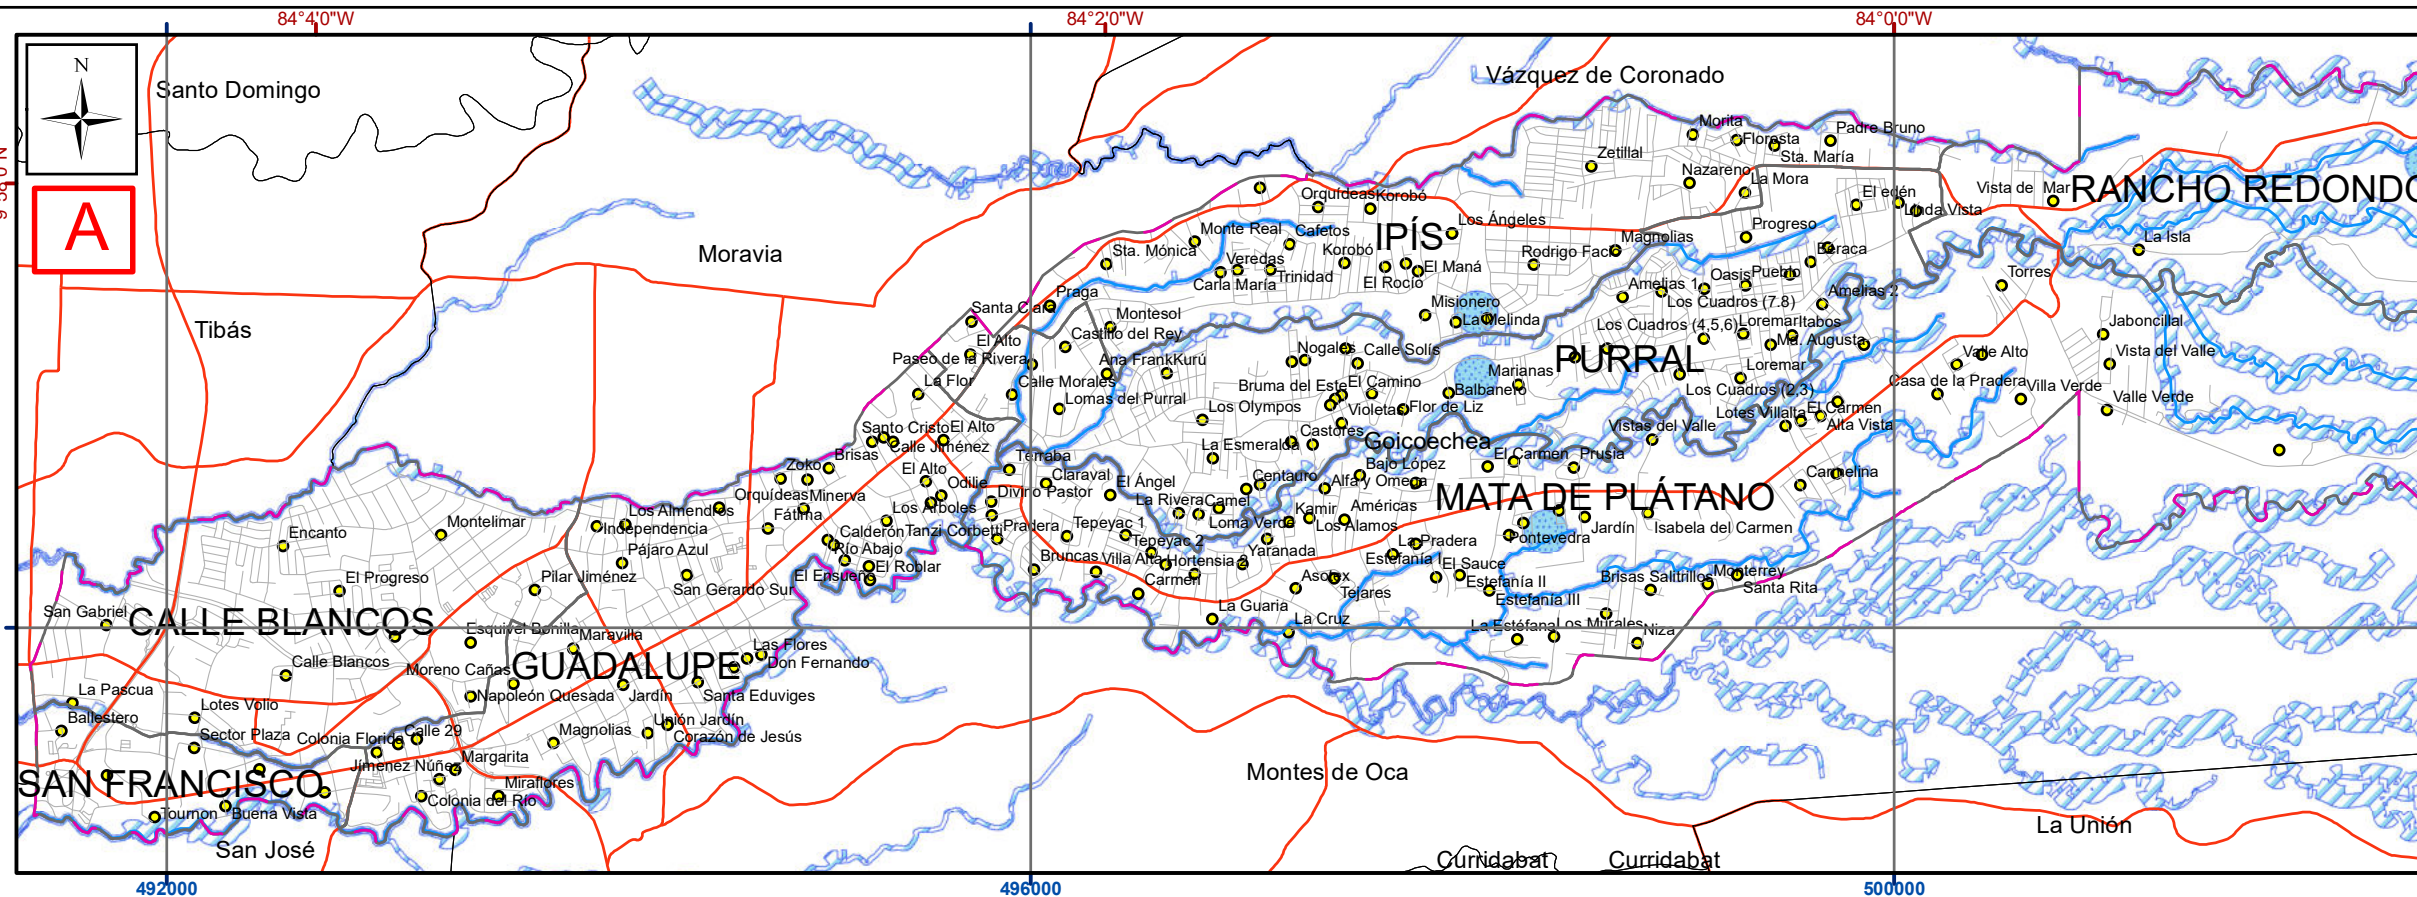 84°4'0"W
84°2'0"W
84°0'0"W
N
A
Santo Domingo
Vázquez de Coronado
Moravia
Tibás
RANCHO REDONDO
IPÍS
PURRAL
MATA DE PLÁTANO
CALLE BLANCOS
GUADALUPE
SAN FRANCISCO
Goicoechea
Montes de Oca
San José
Curridabat
Curridabat
La Unión
Morita
Floresta
Padre Bruno
Sta. María
Zetillal
Nazareno
La Mora
El edén
Linda Vista
Vista de Mar
Orquídeas
Korobó
Los Ángeles
Monte Real
Cafetos
Korobó
Sta. Mónica
Veredas
Trinidad
Carla María
El Rocío
El Maná
Rodrigo Facio
Magnolias
Progreso
Beraca
La Isla
Torres
Oasis
Pueblo
Amelias 1
Amelias 2
Los Cuadros (7.8)
Praga
Santa Clara
Montesol
Castillo del Rey
Misionero
La Melinda
Los Cuadros (4,5,6)
Loremar
Itabos
Md. Augusta
Jaboncillal
El Alto
Paseo de la Rivera
Ana Frank
Kurú
Nogales
Calle Solís
Marianas
Loremar
Valle Alto
Vista del Valle
La Flor
Calle Morales
Lomas del Purral
Bruma del Este
El Camino
Balbanero
Los Cuadros (2,3)
Casa de la Pradera
Villa Verde
Valle Verde
Los Olympos
Violetas
Flor de Liz
Lotes Villalta
El Carmen
Alta Vista
Vistas del Valle
Santo Cristo
El Alto
Calle Jiménez
Castores
La Esmeralda
Brisas
Zoko
El Alto
Odilie
Térraba
Claraval
Divino Pastor
El Ángel
Centauro
Bajo López
Alfa y Omega
El Carmen
Prusia
Carmelina
Orquídeas
Minerva
Fátima
Los Arboles
La Rivera
Camel
Loma Verde
Kamir
Los Alamos
Américas
Jardín
Isabela del Carmen
Encanto
Montelimar
Los Almendros
Independencia
Calderón
Tanzi Corbetti
Pradera
Tepeyac 1
Tepeyac 2
Yaranada
La Pradera
Pontevedra
Pájaro Azul
Río Abajo
El Roblar
El Ensueño
Bruncas
Villa Alta
Hortensia 2
Carmen
Estefanía I
El Sauce
Estefanía II
Estefanía III
Brisas Salitrillos
Monterrey
Santa Rita
El Progreso
Pilar Jiménez
San Gerardo Sur
Asotex
Tejares
San Gabriel
La Guaria
La Cruz
La Estéfana
Los Murales
Niza
Esquivel Bonilla
Maravilla
Las Flores
Don Fernando
Calle Blancos
Moreno Cañas
Napoleón Quesada
Jardín
Santa Eduviges
La Pascua
Ballestero
Lotes Volio
Sector Plaza
Colonia Florida
Calle 29
Magnolias
Unión Jardín
Corazón de Jesús
Jímenez Núñez
Margarita
Miraflores
Colonia del Río
Tournon
Buena Vista
492000
496000
500000